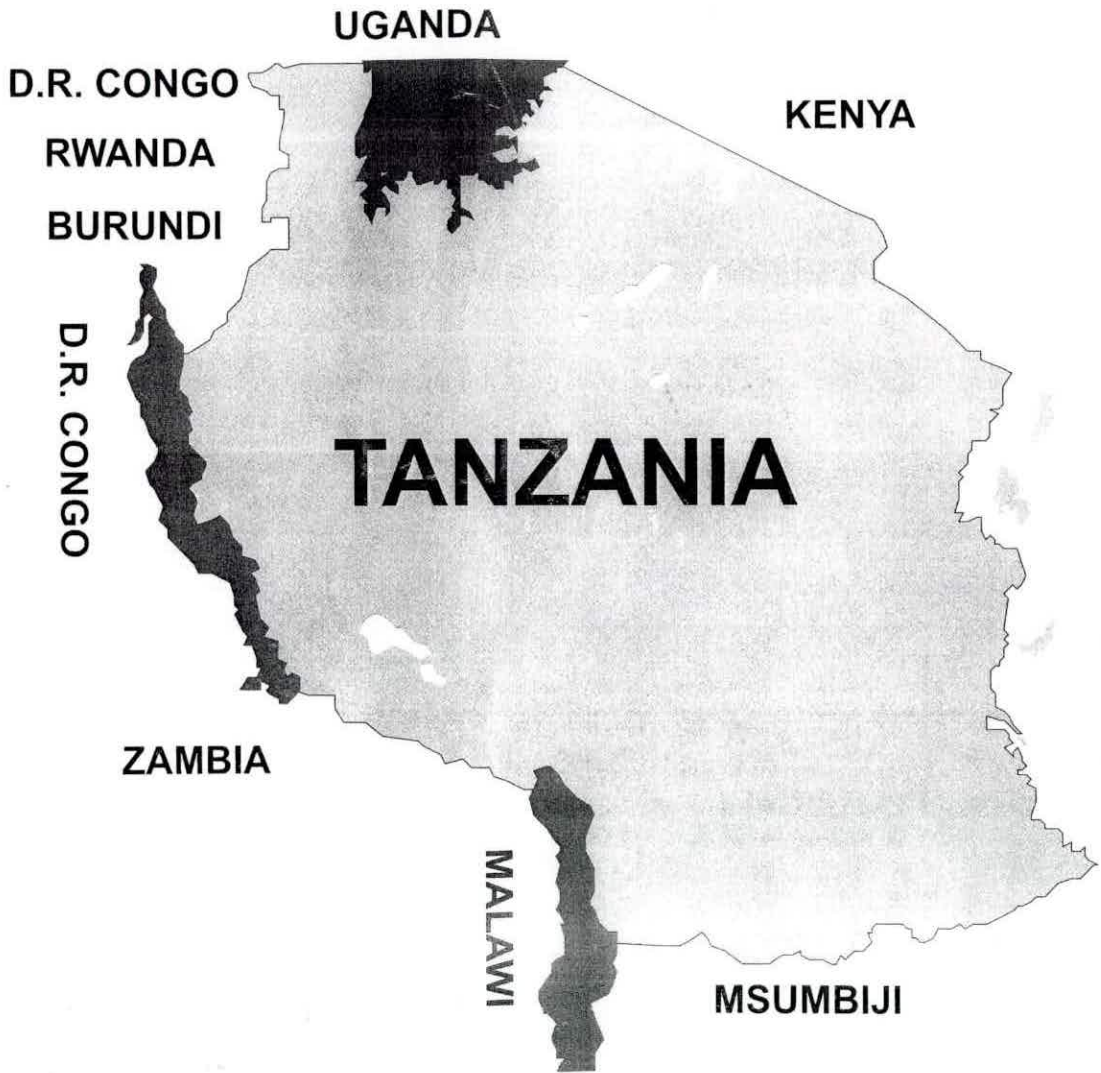 UGANDA
D.R. CONGO
KENYA
RWANDA
BURUNDI
D.R. CONGO
TANZANIA
ZAMBIA
MALAWI
MSUMBIJI